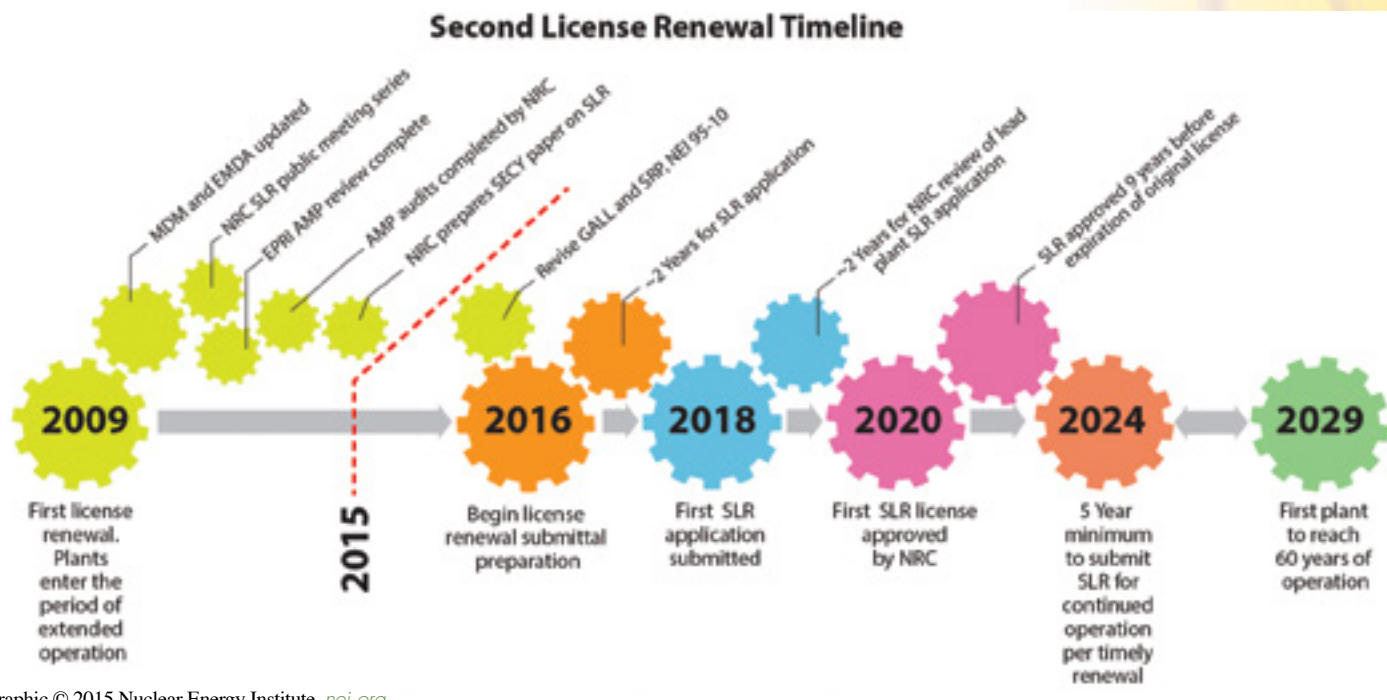 Second License Renewal Timeline
MDM and EMDA updated
NRC SLR public meeting series
EPRI AMP review complete
AMP audits completed by NRC
NRC prepares SECY paper on SLR
Revise GALL and SRP, NEI 95-10
~2 Years for SLR application
~2 Years for NRC review of lead
plant SLR application
SLR approved 9 years before
expiration of original license
2009
2016
2018
2020
2024
2029
First license
renewal.
Plants
enter the
period of
extended
operation
2015
Begin license
renewal submittal
preparation
First SLR
application
submitted
First SLR license
approved
by NRC
5 Year
minimum
to submit
SLR for
continued
operation
per timely
renewal
First plant
to reach
60 years of
operation
© 2015 Nuclear Energy Institute, nei.org